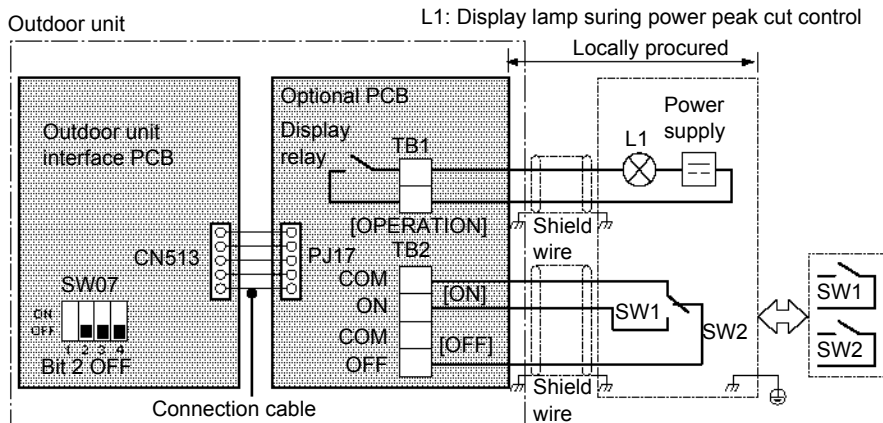 L1: Display lamp suring power peak cut control
Outdoor unit
Locally procured
Optional PCB
Power
supply
Outdoor unit
interface PCB
Display
relay
TB1
L1
[OPERATION]
Shield
wire
CN513
PJ17
TB2
SW07
COM
[ON]
ON
SW1
SW2
SW1
ON
OFF
COM
[OFF]
SW2
1 2 3 4
OFF
Bit 2 OFF
Shield
wire
Connection cable